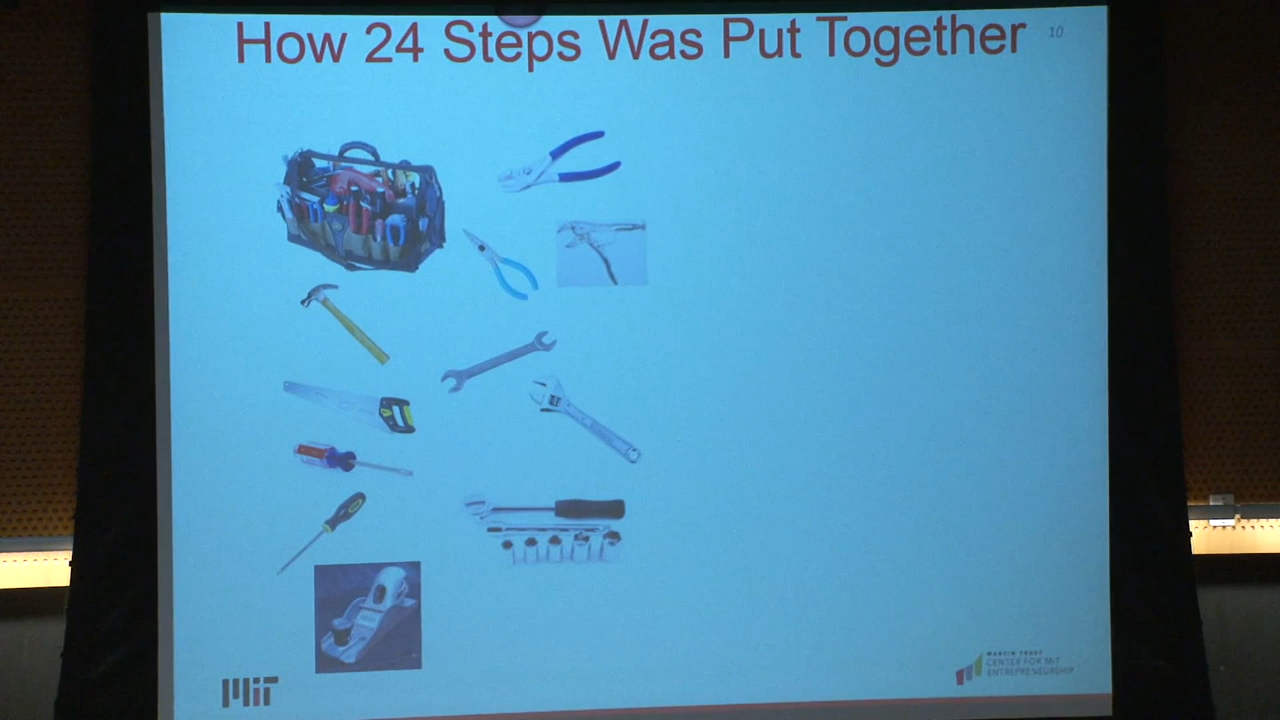 How 24 Steps Was Put Together
10
MARTIN TRUST
CENTER FOR MIT
ENTREPRENEURSHIP
MIT